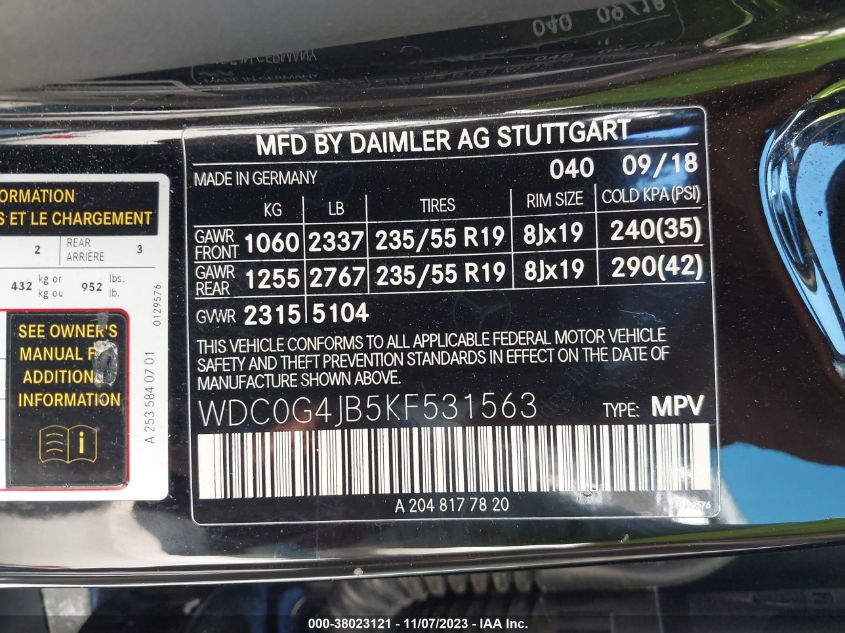 040 09/18
IN GERMANY
MFD BY DAIMLER AG STUTTGART
MADE IN GERMANY 040 09/18
KG LB TIRES RIM SIZE COLD KPA (PSI)
GAWR FRONT 1060 2337 235/55 R19 8Jx19 240(35)
GAWR REAR 1255 2767 235/55 R19 8Jx19 290(42)
GVWR 2315 5104
THIS VEHICLE CONFORMS TO ALL APPLICABLE FEDERAL MOTOR VEHICLE
SAFETY AND THEFT PREVENTION STANDARDS IN EFFECT ON THE DATE OF
MANUFACTURE SHOWN ABOVE.
WDC0G4JB5KF531563 TYPE: MPV
A 204 817 78 20
ET LE CHARGEMENT
2 REAR ARRIÈRE 3
432 kg or kg ou 952 lbs. lb.
0129576
SEE OWNER'S
MANUAL
INFORMATION
i
A 253 584 07 01
000-38023121 - 11/07/2023 - IAA Inc.